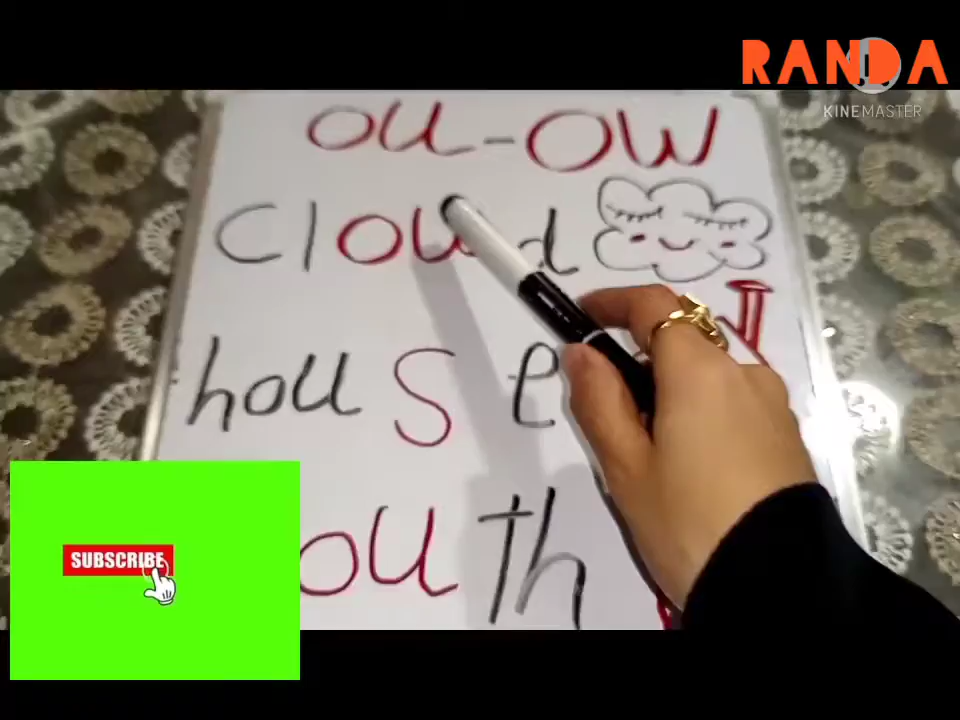 RANDA
KINEMASTER
ou - ow
cloud
house
outh
SUBSCRIBE